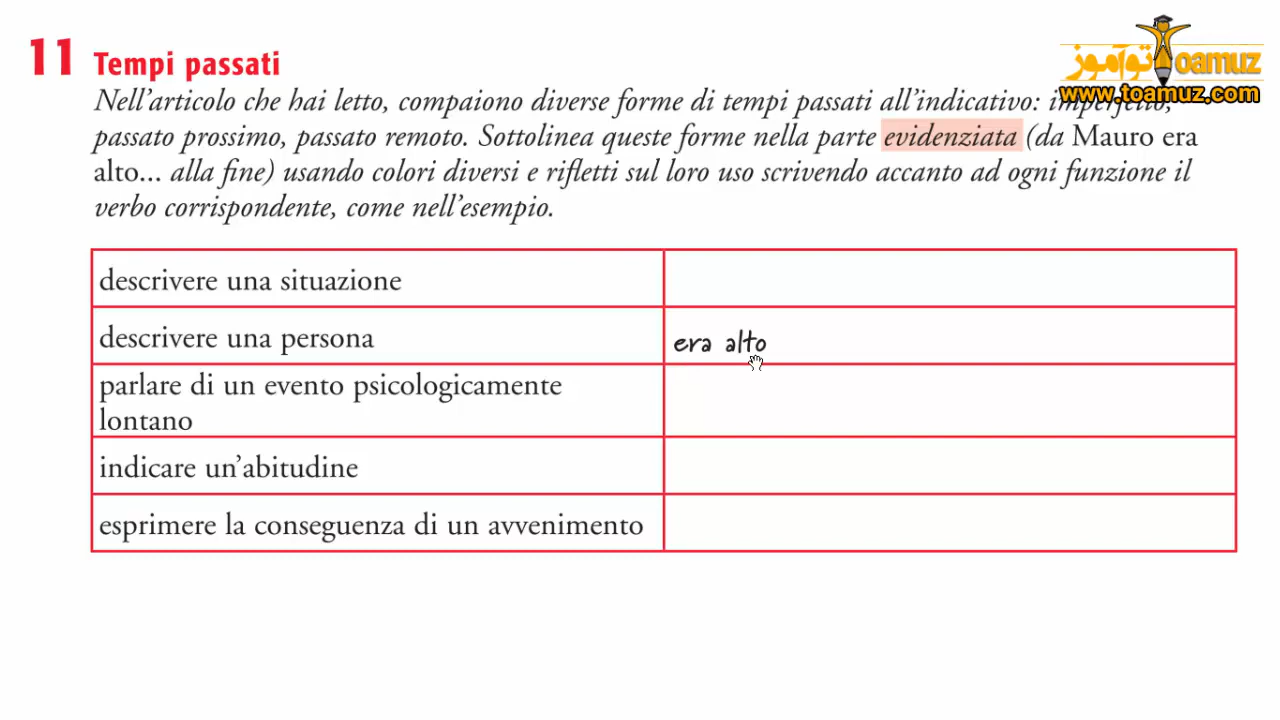 11 Tempi passati
توآموز Toamuz
www.toamuz.com
Nell'articolo che hai letto, compaiono diverse forme di tempi passati all'indicativo: imperfetto,
passato prossimo, passato remoto. Sottolinea queste forme nella parte evidenziata (da Mauro era
alto... alla fine) usando colori diversi e rifletti sul loro uso scrivendo accanto ad ogni funzione il
verbo corrispondente, come nell'esempio.
descrivere una situazione
descrivere una persona era alto
parlare di un evento psicologicamente
lontano
indicare un'abitudine
esprimere la conseguenza di un avvenimento